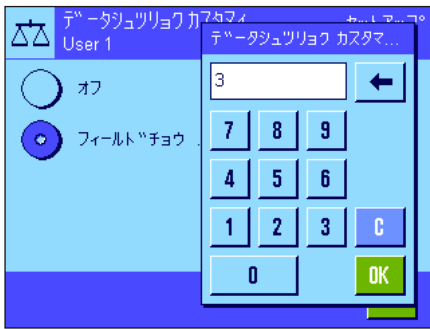 データシュツリョク カスタマイ
セットアップ
User 1
データシュツリョク カスタマ...
3
オフ
7 8 9
フィールドチョウ .
4 5 6
1 2 3 C
0 OK